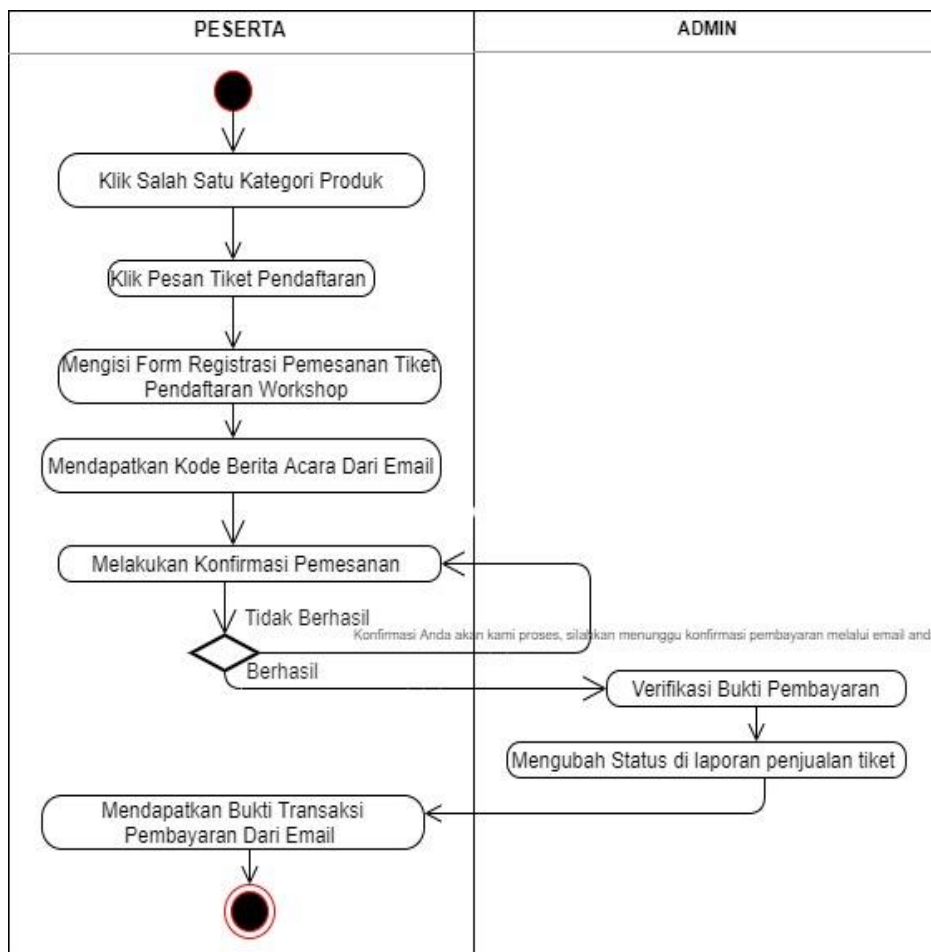 PESERTA
ADMIN
Klik Salah Satu Kategori Produk
Klik Pesan Tiket Pendaftaran
Mengisi Form Registrasi Pemesanan Tiket
Pendaftaran Workshop
Mendapatkan Kode Berita Acara Dari Email
Melakukan Konfirmasi Pemesanan
Tidak Berhasil
Konfirmasi Anda akan kami proses, silahkan menunggu konfirmasi pembayaran melalui email and
Berhasil
Verifikasi Bukti Pembayaran
Mengubah Status di laporan penjualan tiket
Mendapatkan Bukti Transaksi
Pembayaran Dari Email